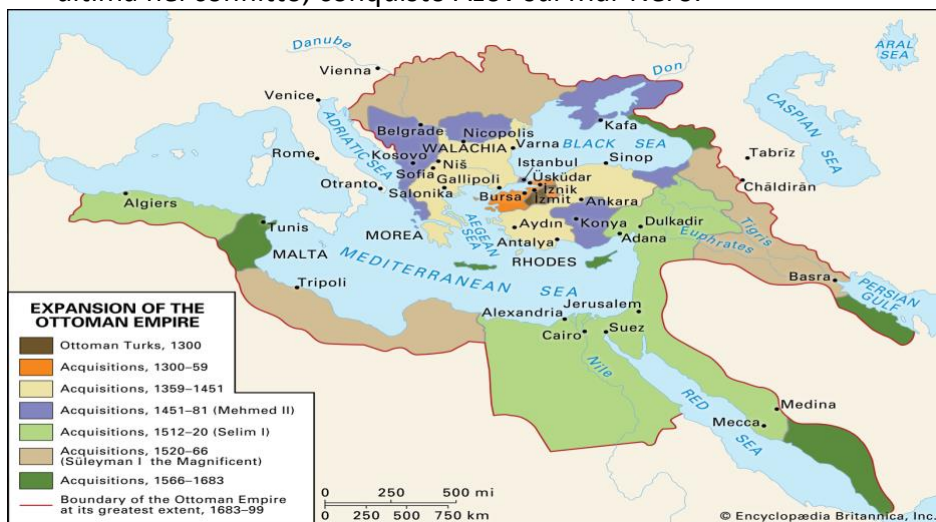 ultima nel conflitto, conquistò Azov sul Mar Nero.
Danube
Vienna
Don
ARAL
SEA
Venice
ADRIATIC SEA
Belgrade
Nicopolis
Kafa
CASPIAN
SEA
WALACHIA
Varna
BLACK SEA
Rome
Kosovo
Niš
Istanbul
Sinop
Tabrīz
Sofia
Gallipoli
Üsküdar
Otranto
Salonika
İznik
Chāldirān
Bursa
İzmit
Ankara
Algiers
Tunis
MOREA
AEGEAN
SEA
Aydın
Konya
Dulkadir
Antalya
Adana
Euphrates
Tigris
MALTA
MEDITERRANEAN SEA
RHODES
Basra
Tripoli
PERSIAN
GULF
Jerusalem
Alexandria
Cairo
Suez
Nile
RED
SEA
Medina
Mecca
EXPANSION OF THE
OTTOMAN EMPIRE
Ottoman Turks, 1300
Acquisitions, 1300–59
Acquisitions, 1359–1451
Acquisitions, 1451–81 (Mehmed II)
Acquisitions, 1512–20 (Selim I)
Acquisitions, 1520–66
(Süleyman I the Magnificent)
Acquisitions, 1566–1683
Boundary of the Ottoman Empire
at its greatest extent, 1683–99
0 250 500 mi
0 250 500 750 km
© Encyclopædia Britannica, Inc.